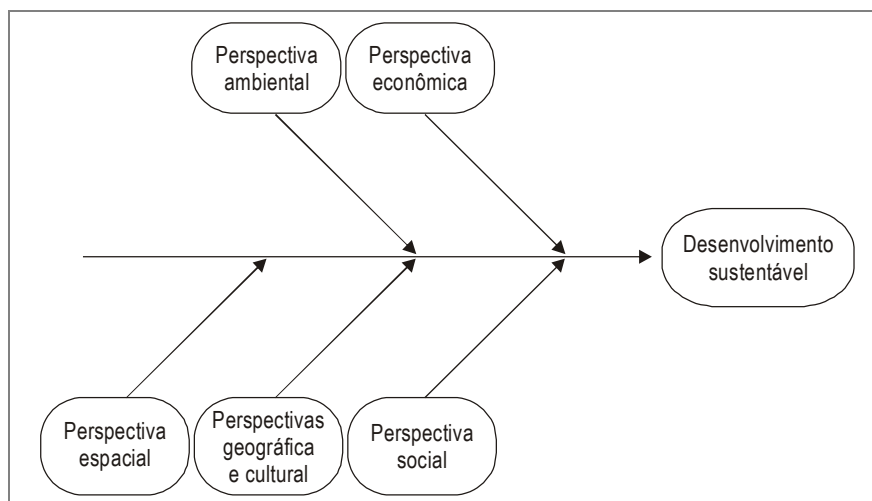 Perspectiva
ambiental
Perspectiva
econômica
Desenvolvimento
sustentável
Perspectiva
espacial
Perspectivas
geográfica
e cultural
Perspectiva
social